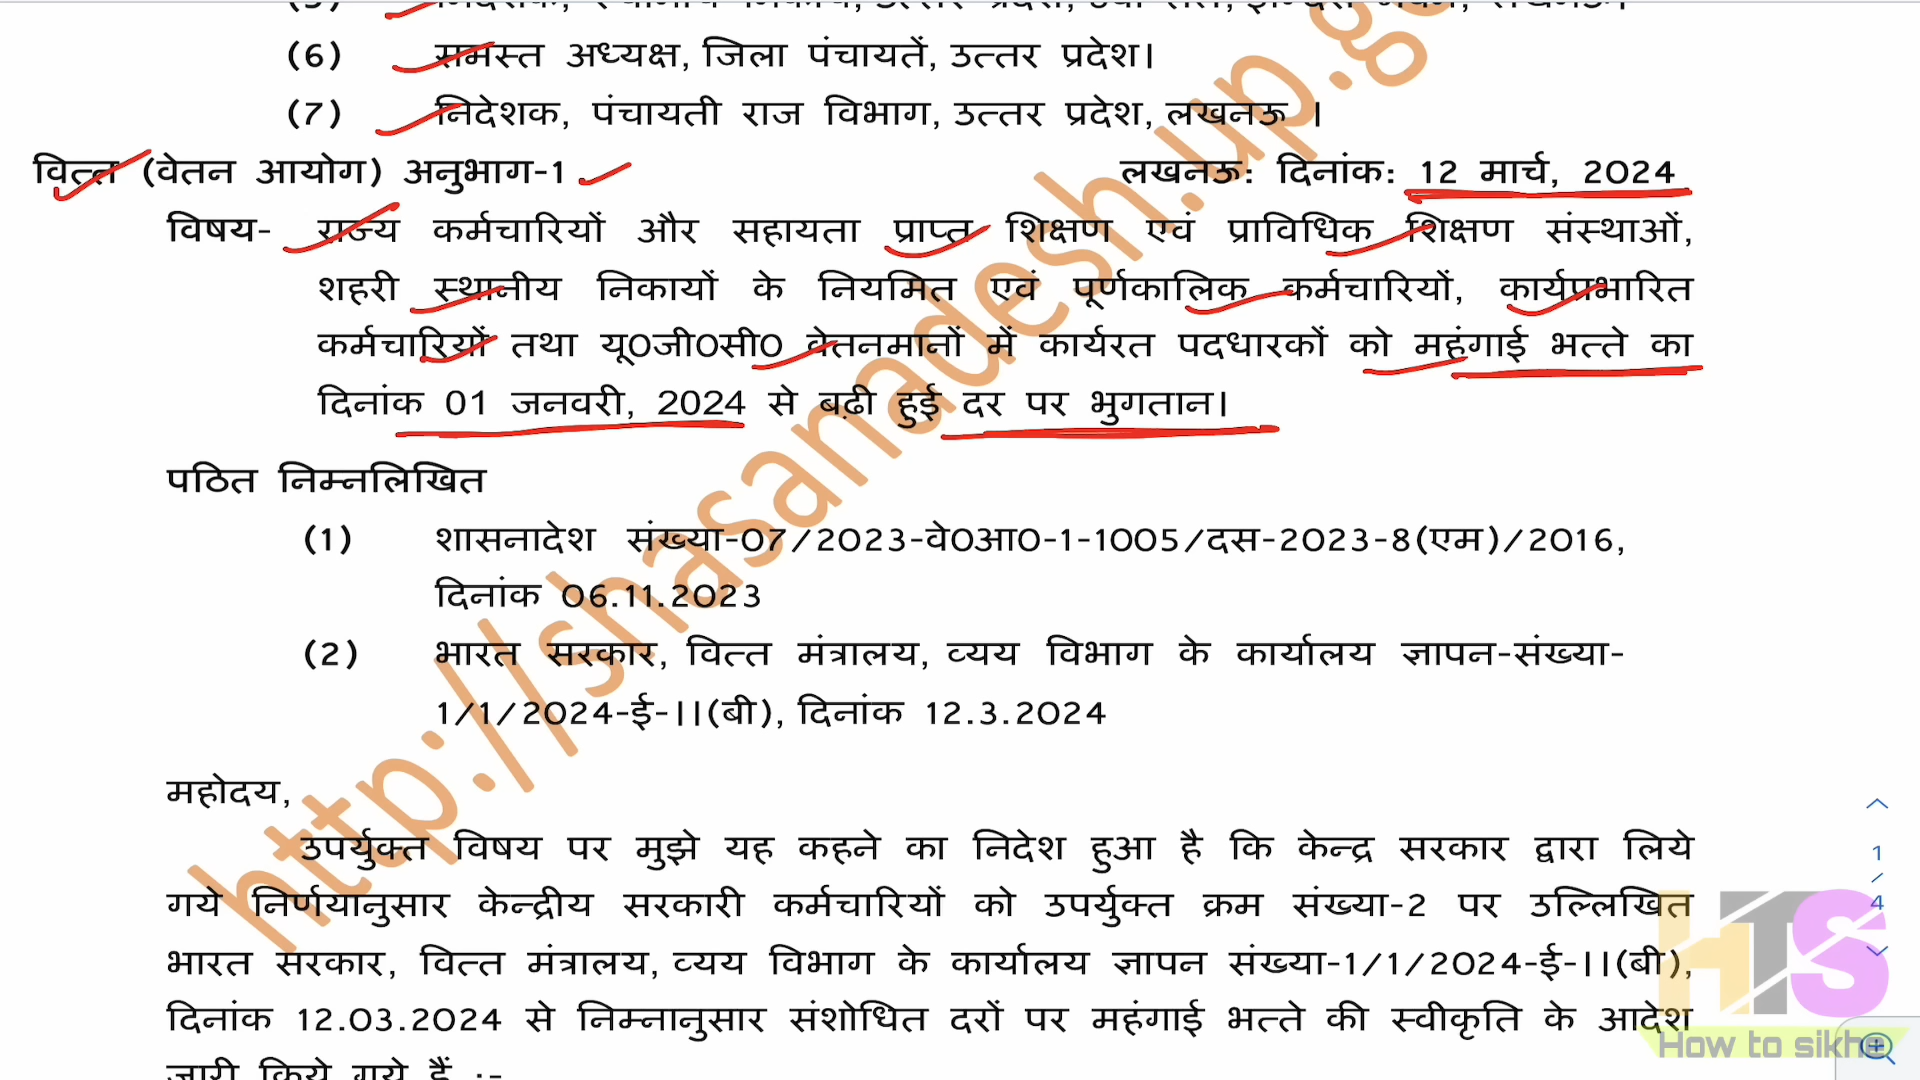 (6) समस्त अध्यक्ष, जिला पंचायतें, उत्तर प्रदेश।
(7) निदेशक, पंचायती राज विभाग, उत्तर प्रदेश, लखनऊ ।
वित्त (वेतन आयोग) अनुभाग-1 लखनऊ: दिनांक: 12 मार्च, 2024
विषय- राज्य कर्मचारियों और सहायता प्राप्त शिक्षण एवं प्राविधिक शिक्षण संस्थाओं,
शहरी स्थानीय निकायों के नियमित एवं पूर्णकालिक कर्मचारियों, कार्यप्रभारित
कर्मचारियों तथा यू0जी0सी0 वेतनमानों में कार्यरत पदधारकों को महंगाई भत्ते का
दिनांक 01 जनवरी, 2024 से बढ़ी हुई दर पर भुगतान।
पठित निम्नलिखित
(1) शासनादेश संख्या-07/2023-वे0आ0-1-1005/दस-2023-8(एम)/2016,
दिनांक 06.11.2023
(2) भारत सरकार, वित्त मंत्रालय, व्यय विभाग के कार्यालय ज्ञापन-संख्या-
1/1/2024-ई-II(बी), दिनांक 12.3.2024
महोदय,
उपर्युक्त विषय पर मुझे यह कहने का निदेश हुआ है कि केन्द्र सरकार द्वारा लिये
गये निर्णयानुसार केन्द्रीय सरकारी कर्मचारियों को उपर्युक्त क्रम संख्या-2 पर उल्लिखित
भारत सरकार, वित्त मंत्रालय, व्यय विभाग के कार्यालय ज्ञापन संख्या-1/1/2024-ई-II(बी),
दिनांक 12.03.2024 से निम्नानुसार संशोधित दरों पर महंगाई भत्ते की स्वीकृति के आदेश
जारी किये गये हैं :-
http://shasanadesh.up.g
1
/
4
HTS
How to sikhe